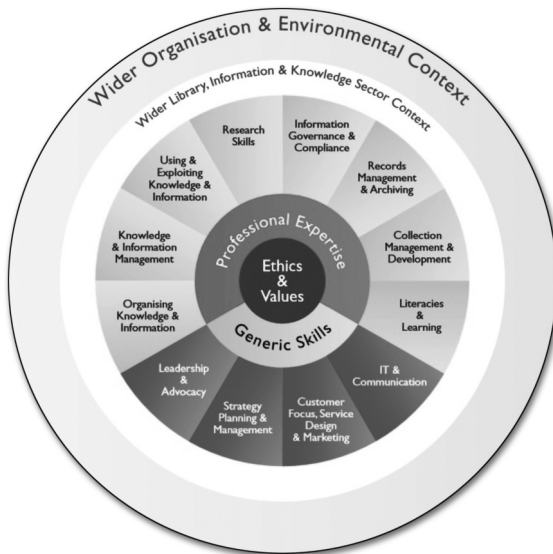 Wider Organisation & Environmental Context
Wider Library, Information & Knowledge Sector Context
Research
Skills
Information
Governance &
Compliance
Records
Management
& Archiving
Collection
Management &
Development
Literacies
&
Learning
IT &
Communication
Customer
Focus, Service
Design
& Marketing
Strategy
Planning &
Management
Leadership
&
Advocacy
Organising
Knowledge &
Information
Knowledge
& Information
Management
Using &
Exploiting
Knowledge &
Information
Professional Expertise
Ethics
&
Values
Generic Skills